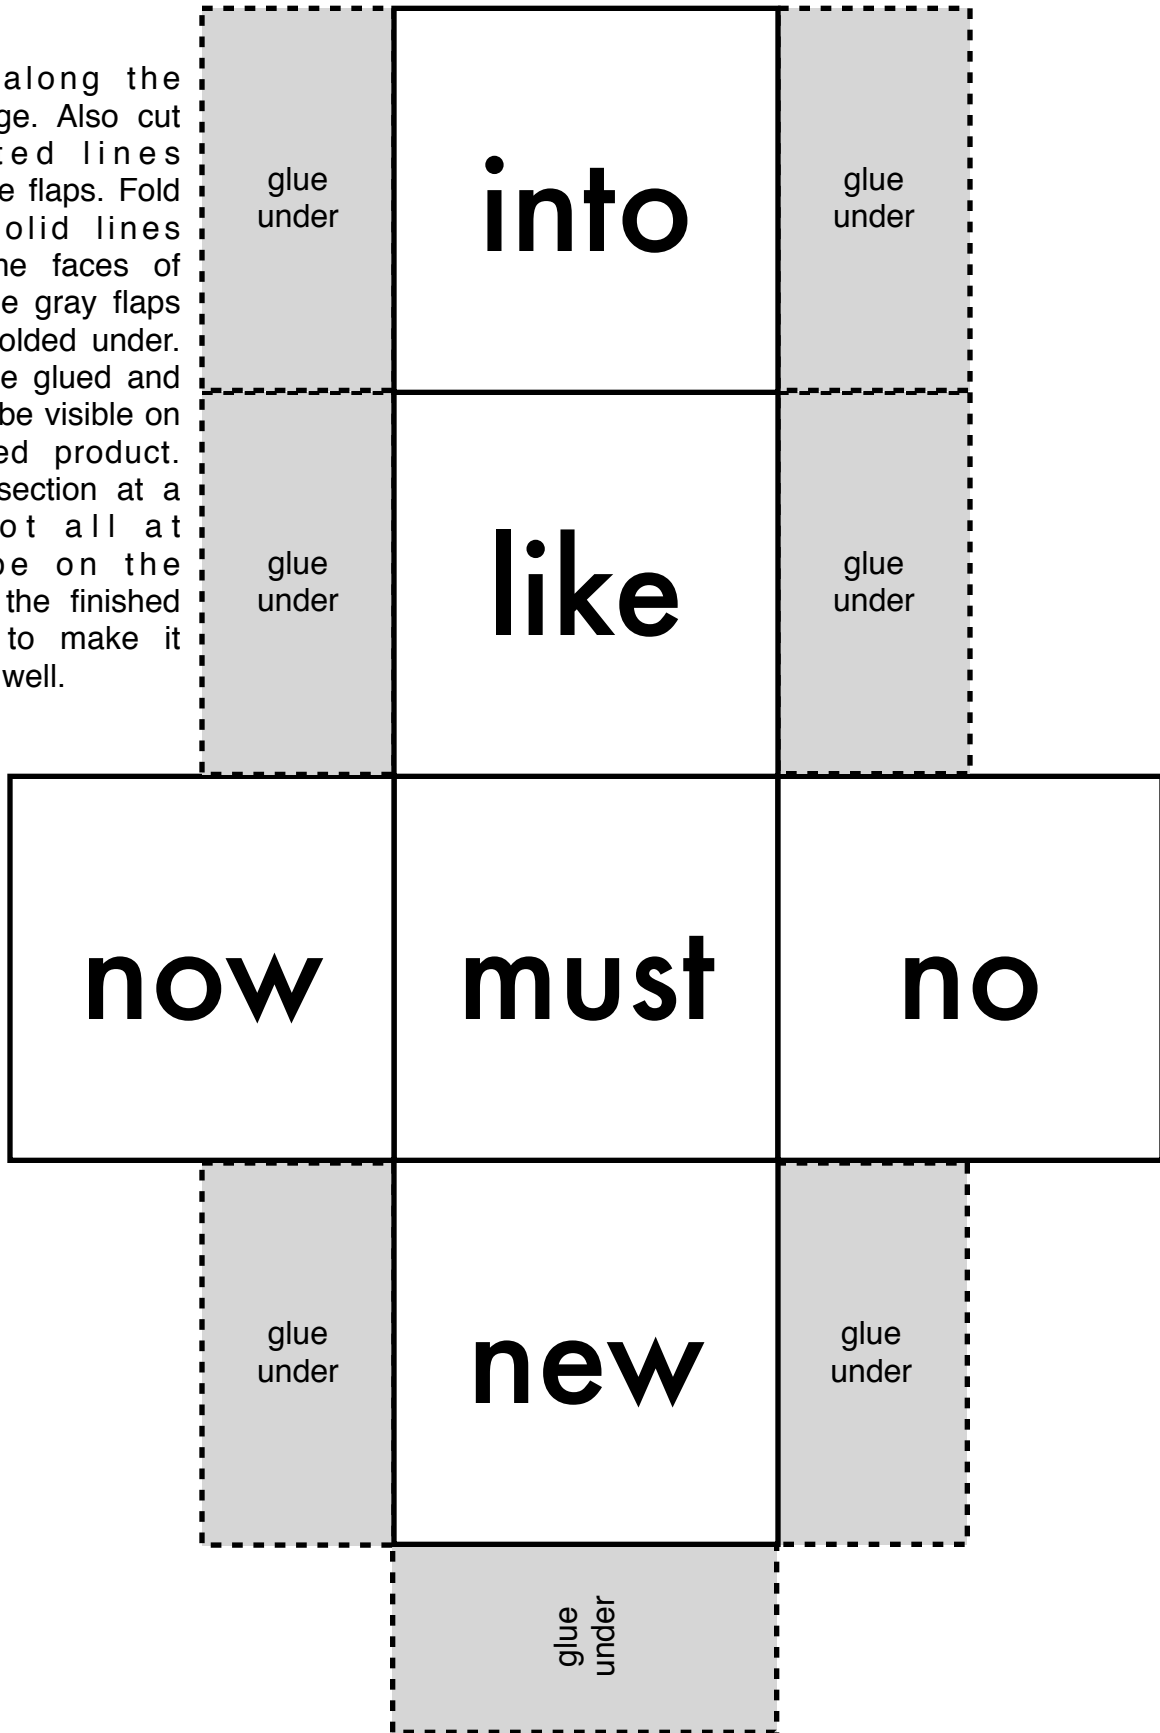 along the
ge. Also cut
ted lines
e flaps. Fold
olid lines
he faces of
e gray flaps
olded under.
e glued and
be visible on
ed product.
section at a
ot all at
pe on the
the finished
to make it
well.
glue
under
into
glue
under
glue
under
like
glue
under
now
must
no
glue
under
new
glue
under
glue
under